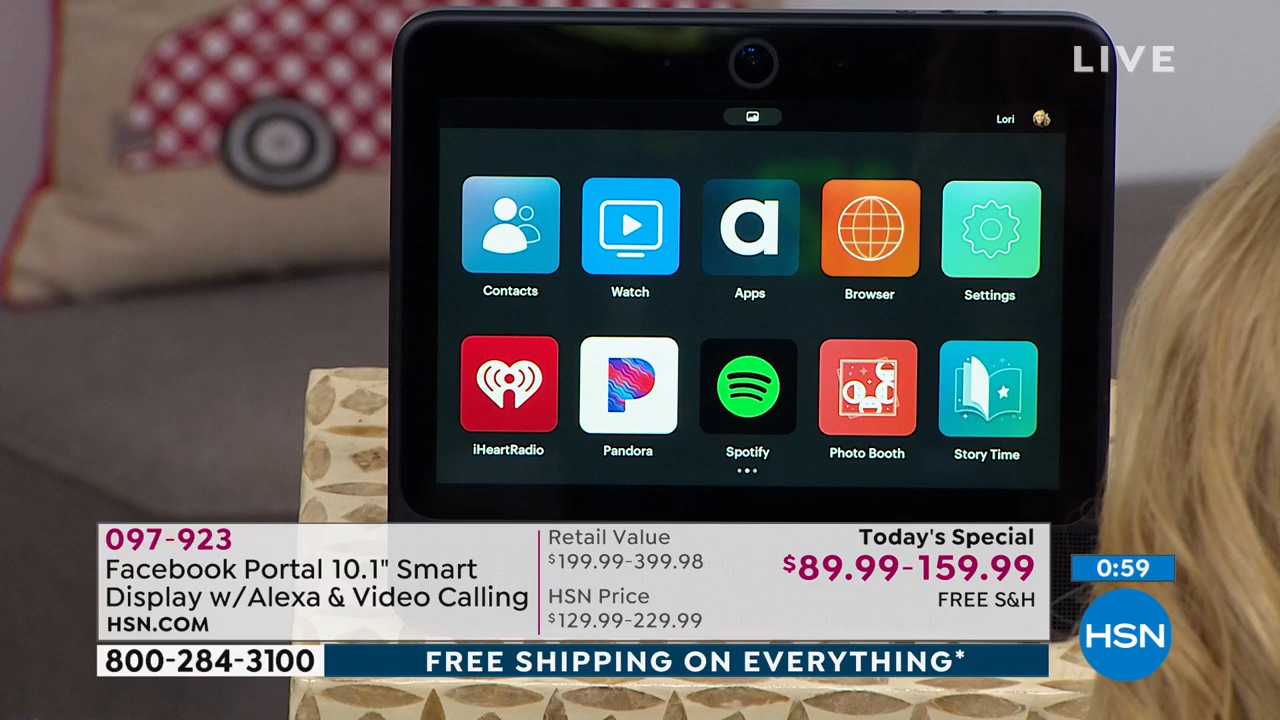 LIVE
Lori
Contacts
Watch
a
Apps
Browser
Settings
iHeartRadio
Pandora
Spotify
Photo Booth
Story Time
097-923
Facebook Portal 10.1" Smart
Display w/Alexa & Video Calling
HSN.COM
Retail Value
$199.99-399.98
HSN Price
$129.99-229.99
Today's Special
$89.99-159.99
FREE S&H
0:59
HSN
800-284-3100
FREE SHIPPING ON EVERYTHING*